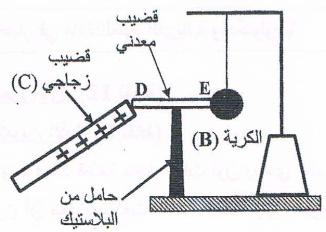 قضيب
معدني
قضيب
زجاجي (C)
D
E
الكرية (B)
حامل من
البلاستيك